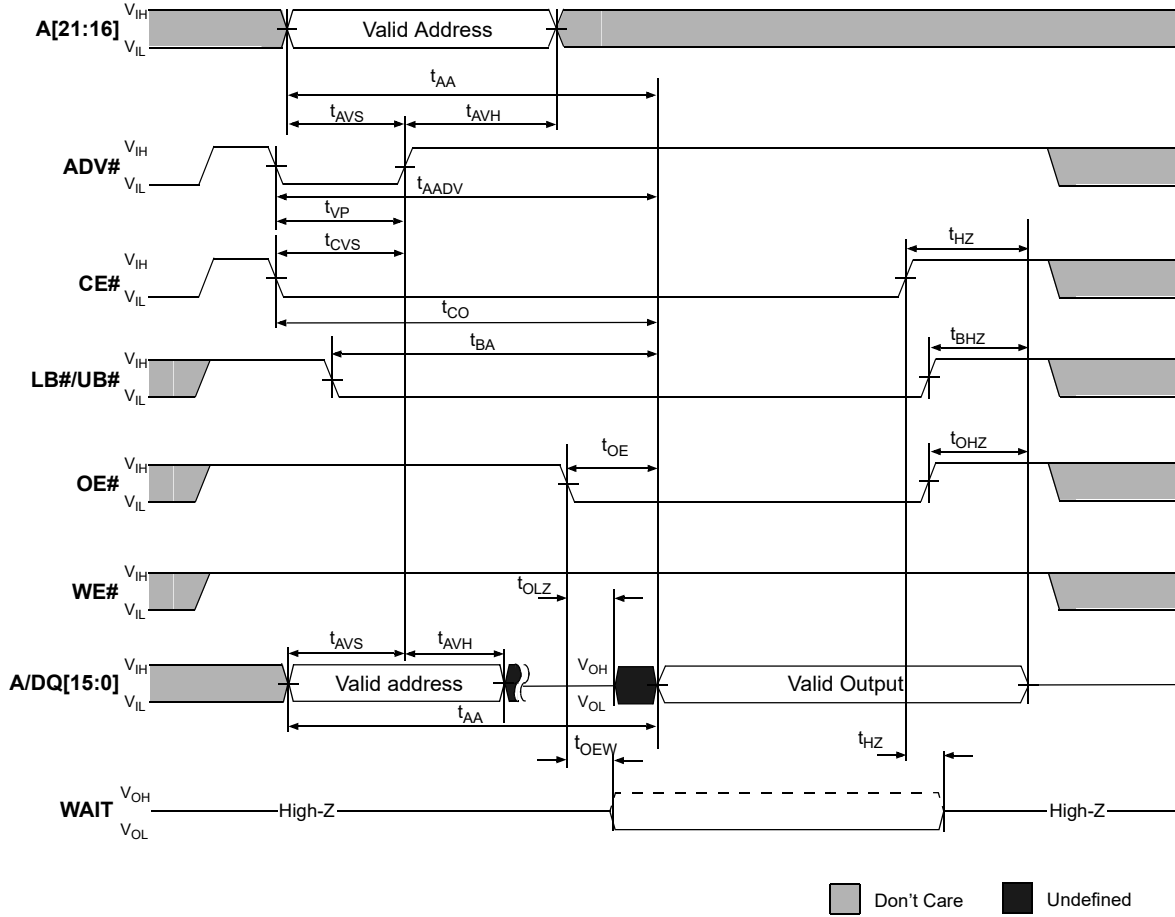 A[21:16] VIH VIL Valid Address
tAA
tAVS tAVH
ADV# VIH VIL
tAADV
tVP
tCVS
tHZ
CE# VIH VIL
tCO
tBA
tBHZ
LB#/UB# VIH VIL
tOE
tOHZ
OE# VIH VIL
WE# VIH VIL
tOLZ
tAVS tAVH
A/DQ[15:0] VIH VIL Valid address VOH VOL Valid Output
tAA
tOEW
tHZ
WAIT VOH VOL High-Z High-Z
Don't Care Undefined